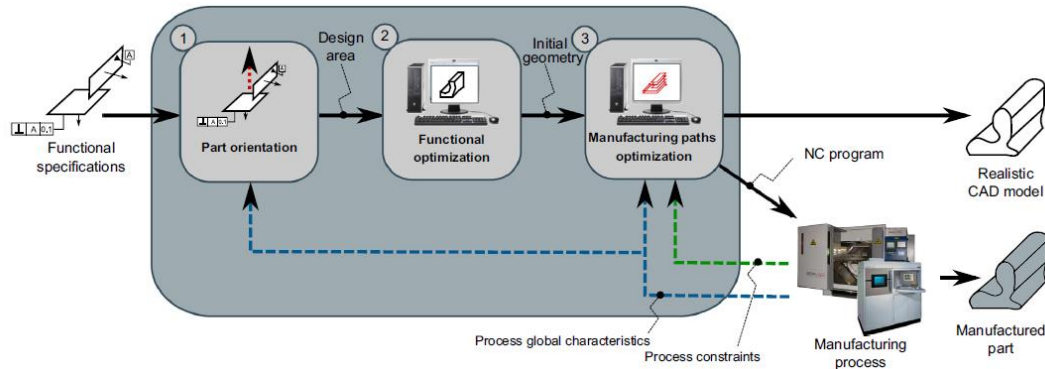 1
Design
area
2
Initial
geometry
3
A
A
⊥ A 0.1
⊥ A 0.1
Functional
specifications
Part orientation
Functional
optimization
Manufacturing paths
optimization
NC program
Realistic
CAD model
Process global characteristics
Process constraints
Manufacturing
process
Manufactured
part